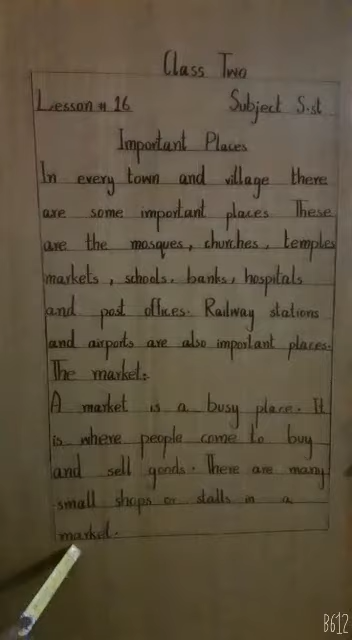 Class Two
Lesson # 16 Subject S.st
Important Places
In every town and village there
are some important places These
are the mosques, churches, temples
markets, schools, banks, hospitals
and post offices. Railway stations
and airports are also important places.
The market:
A market is a busy place. It
is where people come to buy
and sell goods. There are many
small shops or stalls in a
market.
B612